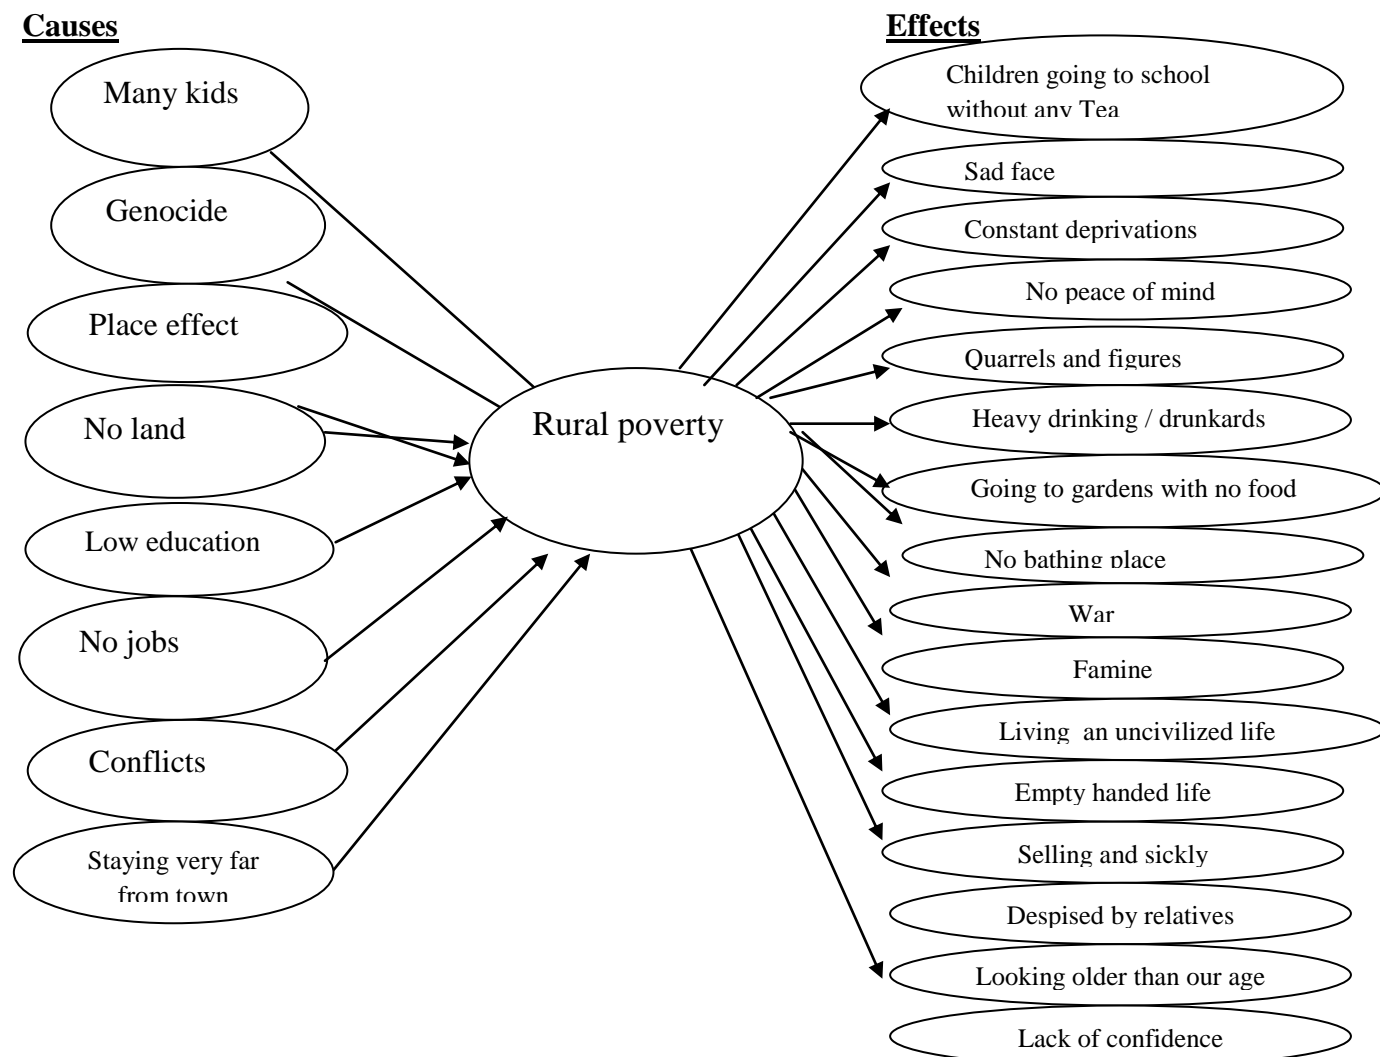 Causes
Many kids
Genocide
Place effect
No land
Low education
No jobs
Conflicts
Staying very far
from town
Rural poverty
Effects
Children going to school
without any Tea
Sad face
Constant deprivations
No peace of mind
Quarrels and figures
Heavy drinking / drunkards
Going to gardens with no food
No bathing place
War
Famine
Living an uncivilized life
Empty handed life
Selling and sickly
Despised by relatives
Looking older than our age
Lack of confidence